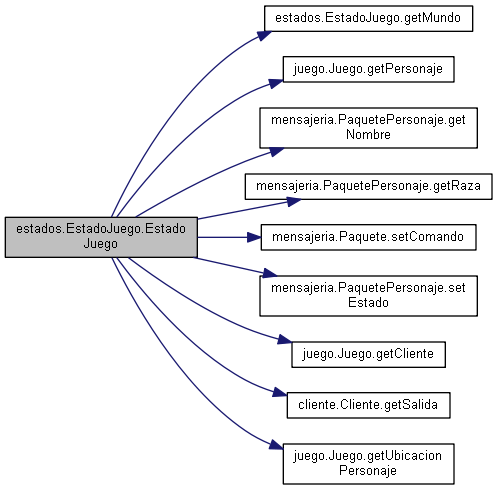 estados.EstadoJuego.getMundo
juego.Juego.getPersonaje
mensajeria.PaquetePersonaje.get
Nombre
mensajeria.PaquetePersonaje.getRaza
estados.EstadoJuego.Estado
Juego
mensajeria.Paquete.setComando
mensajeria.PaquetePersonaje.set
Estado
juego.Juego.getCliente
cliente.Cliente.getSalida
juego.Juego.getUbicacion
Personaje